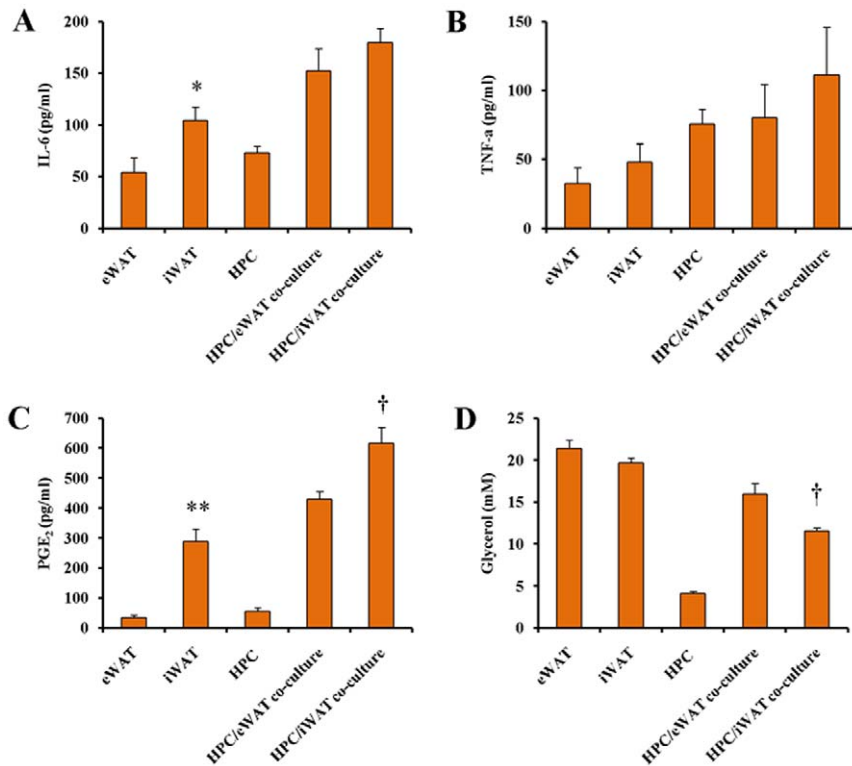 A
IL-6 (pg/ml)
200
150
100
50
0
*
eWAT
iWAT
HPC
HPC/eWAT co-culture
HPC/iWAT co-culture
B
TNF-a (pg/ml)
150
100
50
0
eWAT
iWAT
HPC
HPC/eWAT co-culture
HPC/iWAT co-culture
C
PGE₂ (pg/ml)
700
600
500
400
300
200
100
0
**
†
eWAT
iWAT
HPC
HPC/eWAT co-culture
HPC/iWAT co-culture
D
Glycerol (mM)
25
20
15
10
5
0
†
eWAT
iWAT
HPC
HPC/eWAT co-culture
HPC/iWAT co-culture